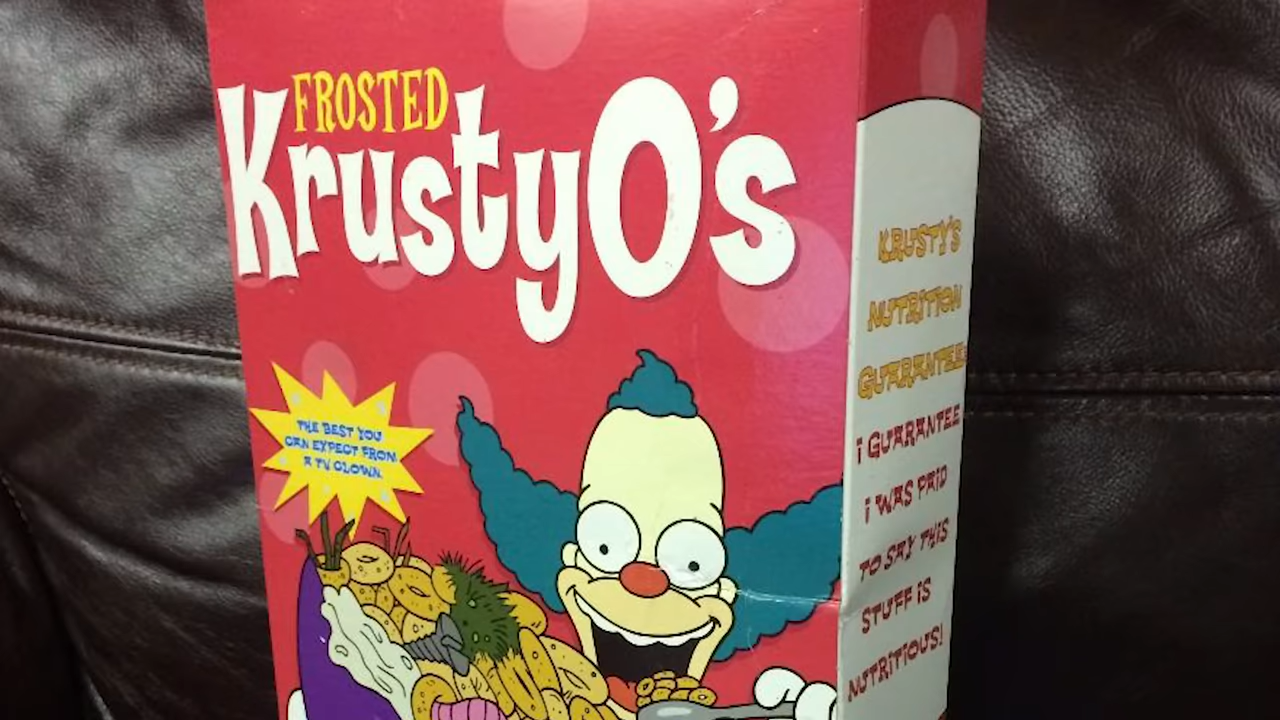 FROSTED
KrustyO's
THE BEST YOU
CAN EXPECT FROM
A TV CLOWN.
KRUSTY'S
NUTRITION
GUARANTEE:
I GUARANTEE
I WAS PAID
TO SAY THIS
STUFF IS
NUTRITIOUS!